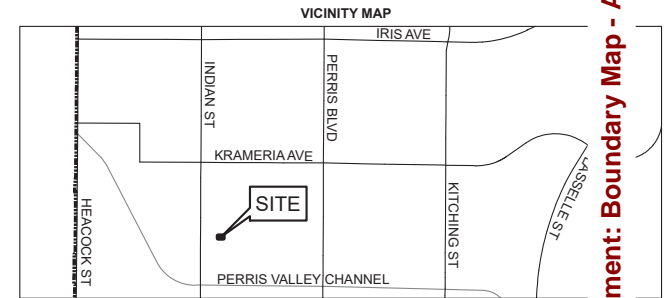 VICINITY MAP
IRIS AVE
INDIAN ST
PERRIS BLVD
KRAMERIA AVE
HEACOCK ST
SITE
KITCHING ST
LASSELLE ST
PERRIS VALLEY CHANNEL
ment: Boundary Map - A